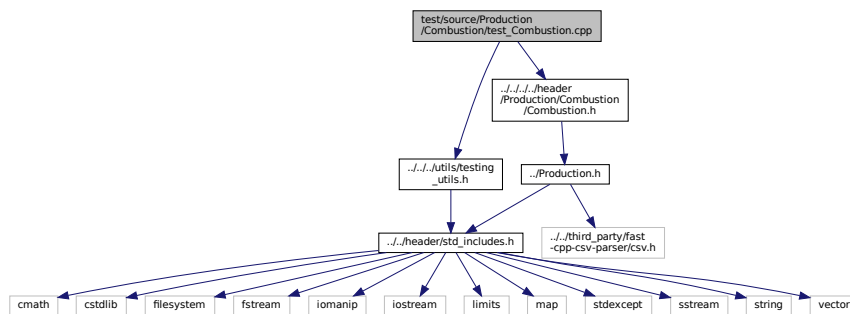 test/source/Production
/Combustion/test_Combustion.cpp
../../../../header
/Production/Combustion
/Combustion.h
../../../utils/testing
_utils.h
../Production.h
../../header/std_includes.h
../../third_party/fast
-cpp-csv-parser/csv.h
cmath
cstdlib
filesystem
fstream
iomanip
iostream
limits
map
stdexcept
sstream
string
vector